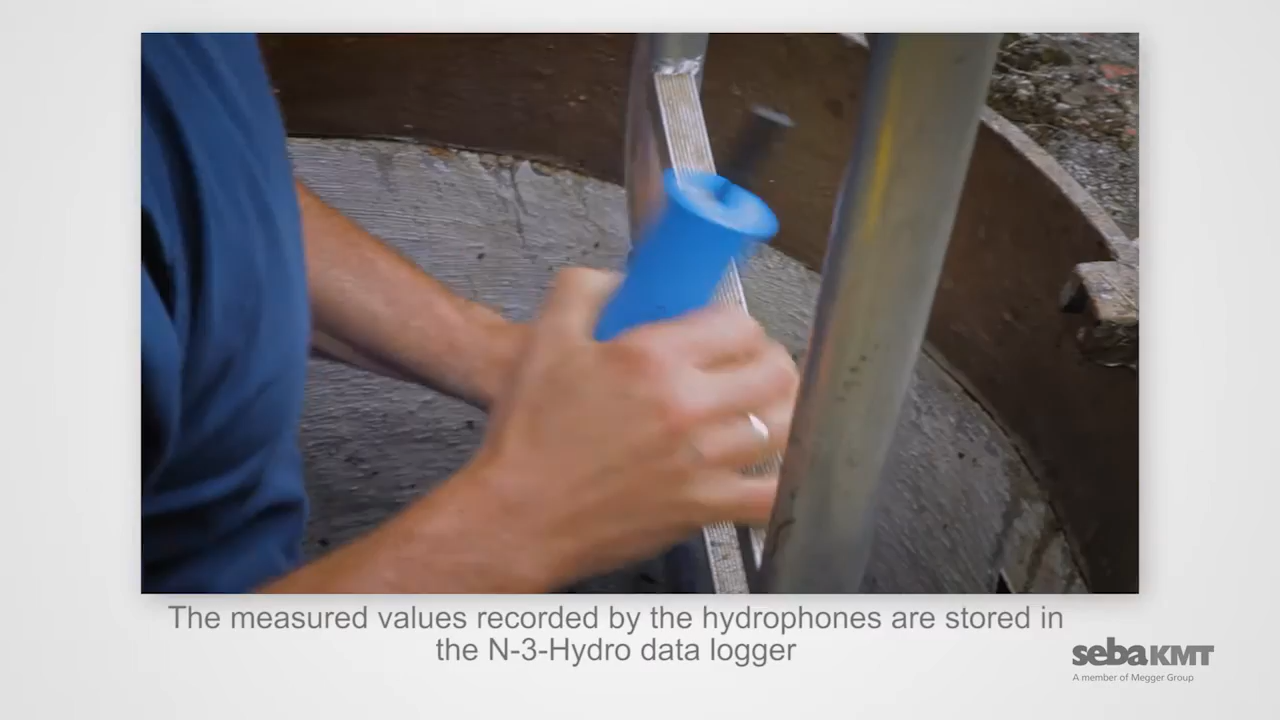 The measured values recorded by the hydrophones are stored in
the N-3-Hydro data logger
sebaKMT
A member of Megger Group